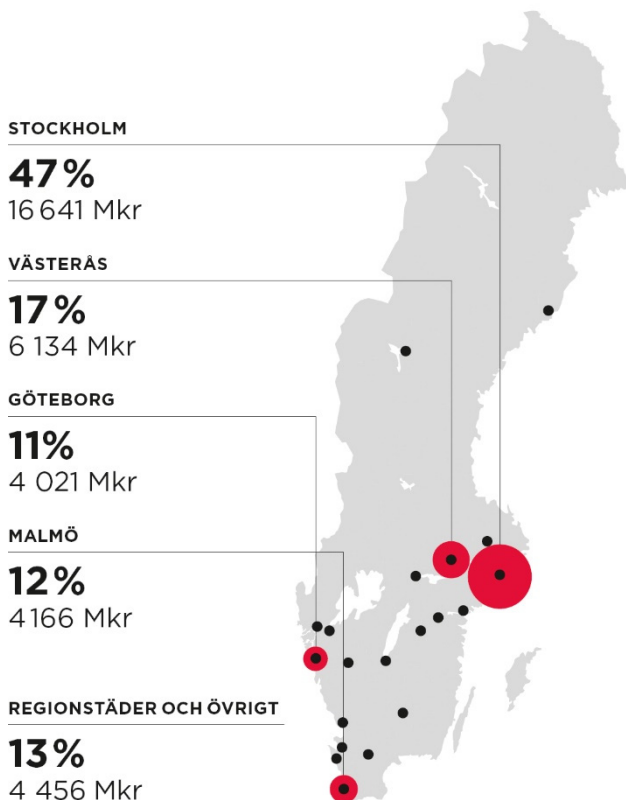 STOCKHOLM
47%
16 641 Mkr
VÄSTERÅS
17%
6 134 Mkr
GÖTEBORG
11%
4 021 Mkr
MALMÖ
12%
4 166 Mkr
REGIONSTÄDER OCH ÖVRIGT
13%
4 456 Mkr